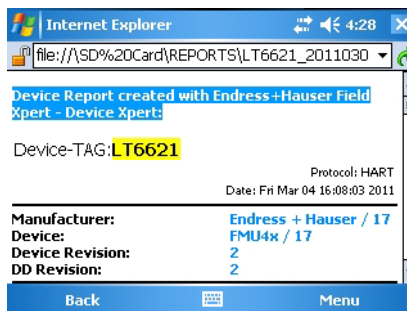 Internet Explorer 4:28
file://\SD%20Card\REPORTS\LT6621_2011030
Device Report created with Endress+Hauser Field
Xpert - Device Xpert:
Device-TAG:LT6621
Protocol: HART
Date: Fri Mar 04 16:08:03 2011
Manufacturer: Endress + Hauser / 17
Device: FMU4x / 17
Device Revision: 2
DD Revision: 2
Back Menu